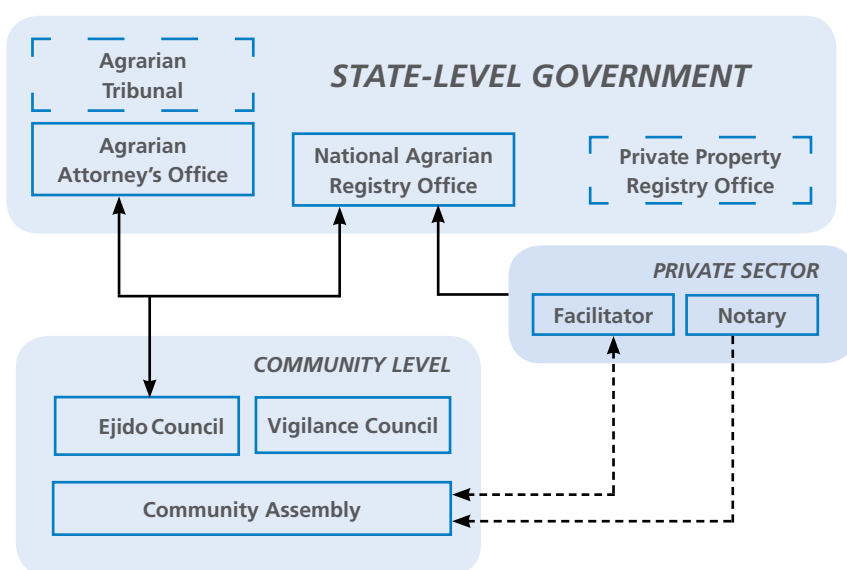 Agrarian
Tribunal
STATE-LEVEL GOVERNMENT
Agrarian
Attorney's Office
National Agrarian
Registry Office
Private Property
Registry Office
PRIVATE SECTOR
Facilitator
Notary
COMMUNITY LEVEL
Ejido Council
Vigilance Council
Community Assembly